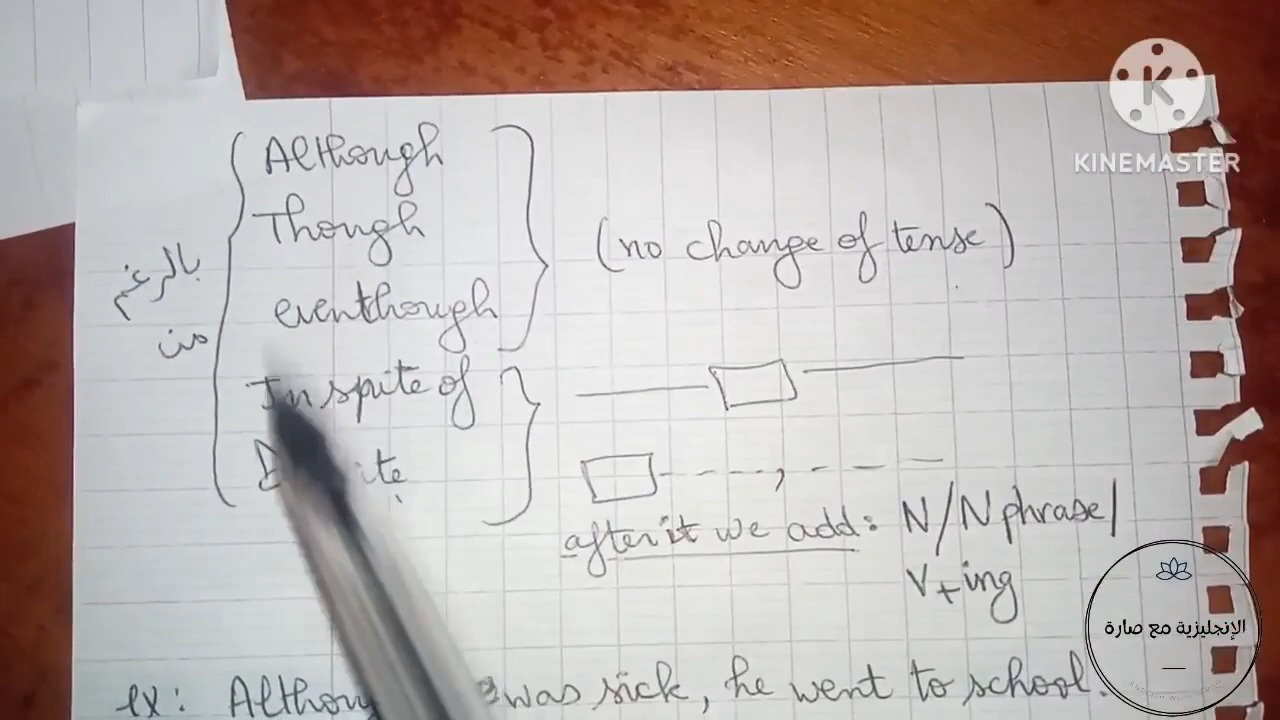 Although
Though
eventhough
(no change of tense)
بالرغم
من
In spite of
after it we add: N/N phrase/
V+ing
ex: was sick, he went to school.
KINEMASTER
الإنجليزية مع صارة